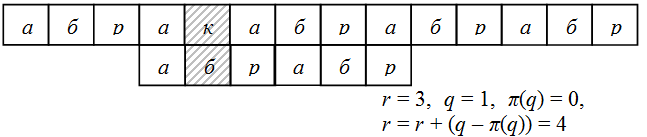 а б р а к а б р а б р а б р
а б р а б р
r = 3, q = 1, π(q) = 0,
r = r + (q – π(q)) = 4